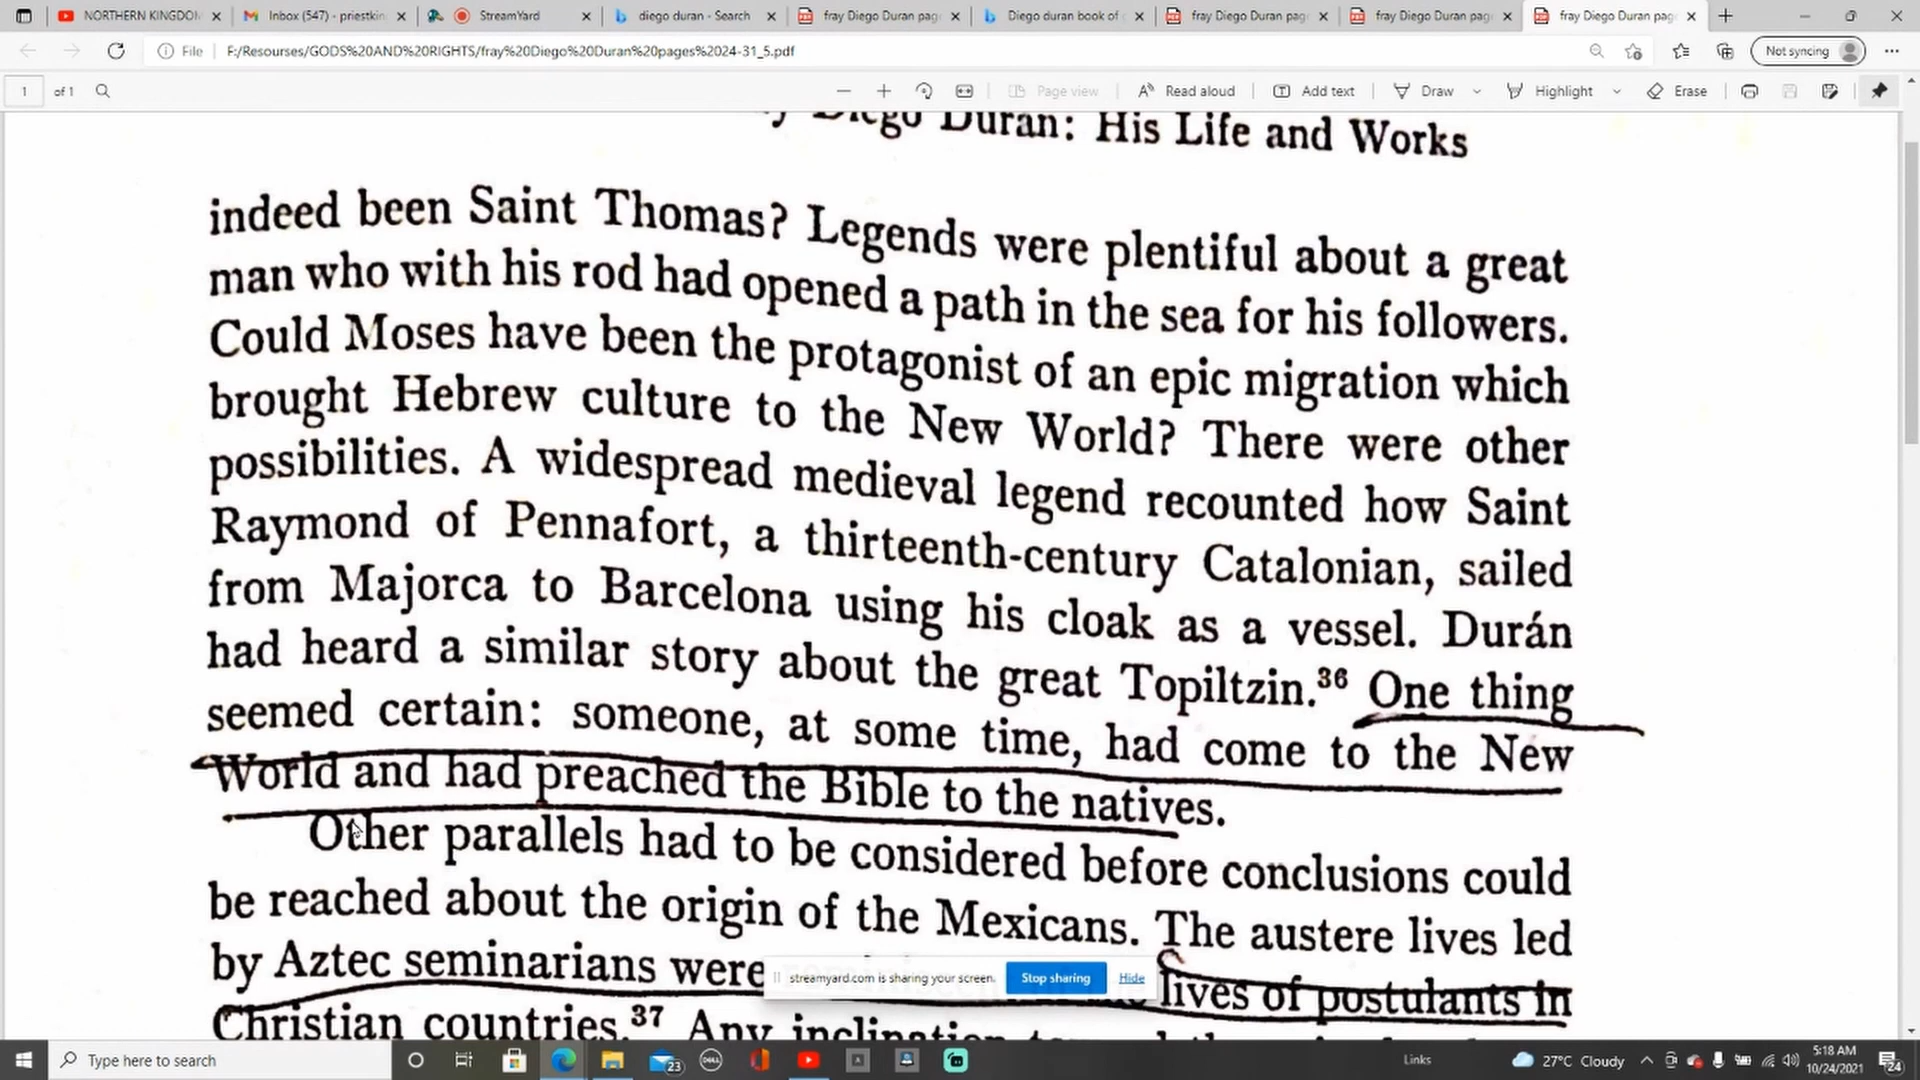 NORTHERN KINGDOM
Inbox (547) - priestkin
StreamYard
diego duran - Search
fray Diego Duran page
Diego duran book of
fray Diego Duran page
fray Diego Duran page
fray Diego Duran page
File
F:/Resourses/GODS%20AND%20RIGHTS/fray%20Diego%20Duran%20pages%2024-31_5.pdf
Not syncing
1 of 1
Page view
Read aloud
Add text
Draw
Highlight
Erase
Diego Duran: His Life and Works
indeed been Saint Thomas? Legends were plentiful about a great
man who with his rod had opened a path in the sea for his followers.
Could Moses have been the protagonist of an epic migration which
brought Hebrew culture to the New World? There were other
possibilities. A widespread medieval legend recounted how Saint
Raymond of Pennafort, a thirteenth-century Catalonian, sailed
from Majorca to Barcelona using his cloak as a vessel. Durán
had heard a similar story about the great Topiltzin.³⁶ One thing
seemed certain: someone, at some time, had come to the New
World and had preached the Bible to the natives.
Other parallels had to be considered before conclusions could
be reached about the origin of the Mexicans. The austere lives led
by Aztec seminarians were lives of postulants in
streamyard.com is sharing your screen.
Stop sharing
Hide
Christian countries.³⁷ Any inclination
Type here to search
DELL
23
Links
27°C Cloudy
5:18 AM
10/24/2021
24